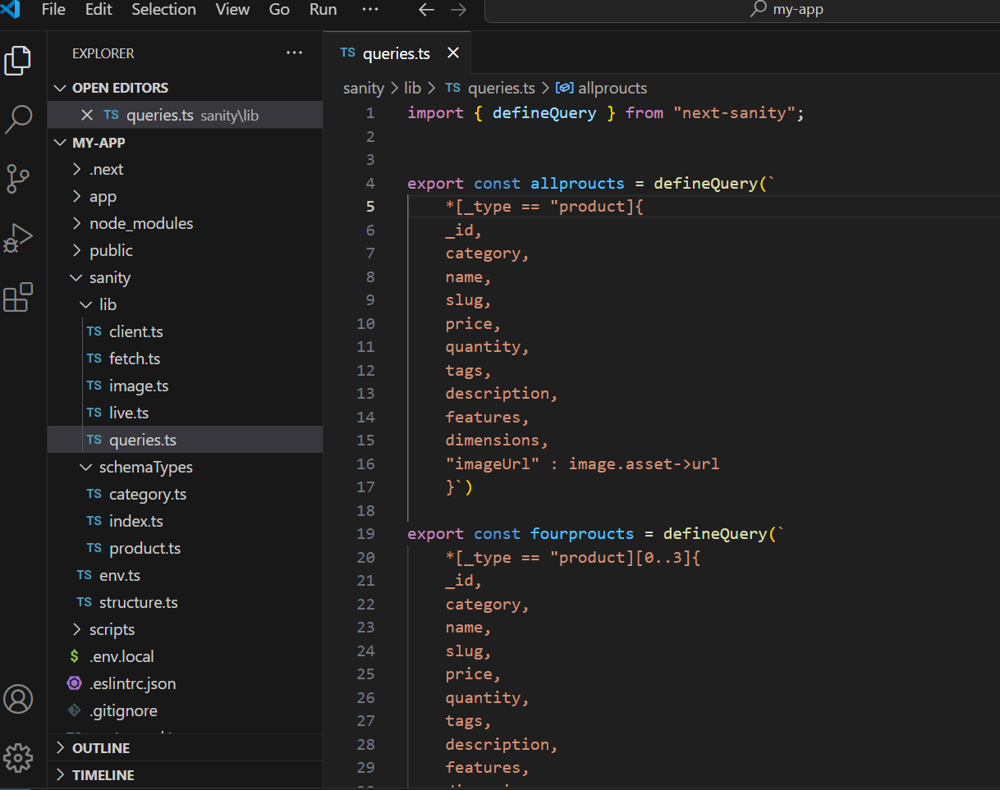 File Edit Selection View Go Run ··· my-app
EXPLORER ···
OPEN EDITORS
TS queries.ts sanity\lib
MY-APP
.next
app
node_modules
public
sanity
lib
TS client.ts
TS fetch.ts
TS image.ts
TS live.ts
TS queries.ts
schemaTypes
TS category.ts
TS index.ts
TS product.ts
TS env.ts
TS structure.ts
scripts
$ .env.local
.eslintrc.json
.gitignore
OUTLINE
TIMELINE
TS queries.ts
sanity > lib > TS queries.ts > allproucts
1 import { defineQuery } from "next-sanity";
2
3
4 export const allproucts = defineQuery(`
5 *[_type == "product]{
6 _id,
7 category,
8 name,
9 slug,
10 price,
11 quantity,
12 tags,
13 description,
14 features,
15 dimensions,
16 "imageUrl" : image.asset->url
17 }`)
18
19 export const fourproucts = defineQuery(`
20 *[_type == "product][0..3]{
21 _id,
22 category,
23 name,
24 slug,
25 price,
26 quantity,
27 tags,
28 description,
29 features,